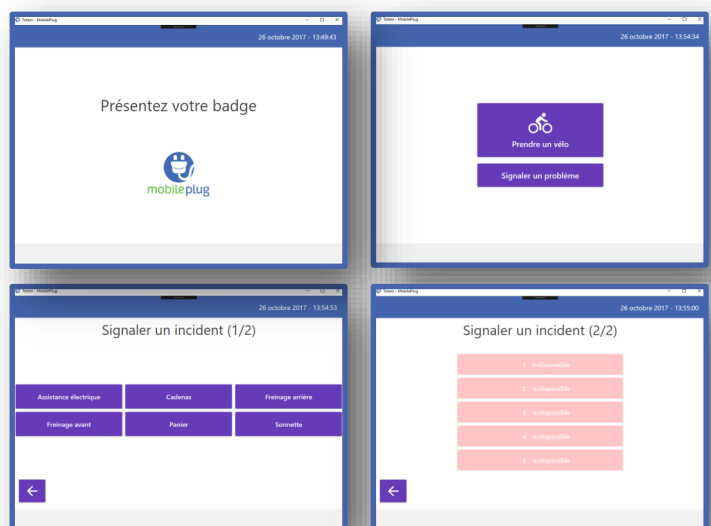 Totem - MobilePlug
26 octobre 2017 - 13:49:43
Présentez votre badge
mobileplug
Totem - MobilePlug
26 octobre 2017 - 13:54:34
Prendre un vélo
Signaler un problème
Totem - MobilePlug
26 octobre 2017 - 13:54:53
Signaler un incident (1/2)
Assistance électrique
Cadenas
Freinage arrière
Freinage avant
Panier
Sonnette
Totem - MobilePlug
26 octobre 2017 - 13:55:00
Signaler un incident (2/2)
1 Indisponible
2 Indisponible
3 Indisponible
4 Indisponible
5 Indisponible